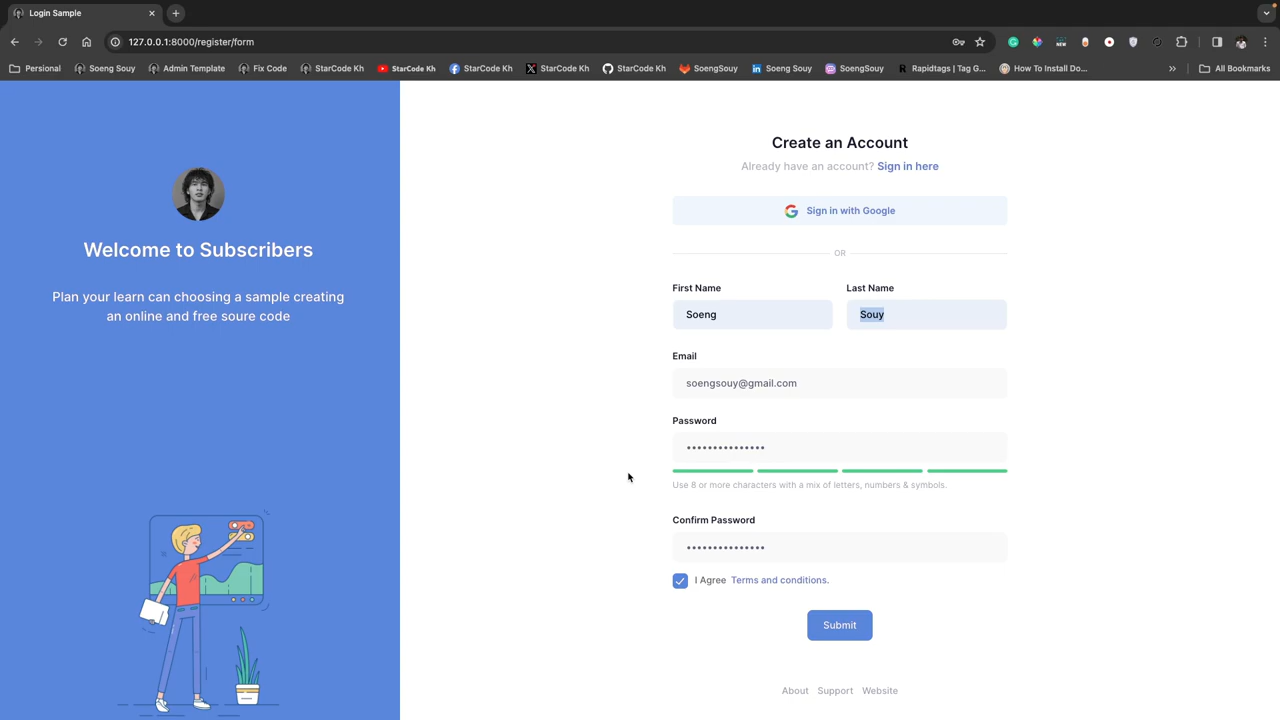 Login Sample
127.0.0.1:8000/register/form
Persional Soeng Souy Admin Template Fix Code StarCode Kh StarCode Kh StarCode Kh StarCode Kh StarCode Kh SoengSouy Soeng Souy SoengSouy Rapidtags | Tag G... How To Install Do... » All Bookmarks
Create an Account
Already have an account? Sign in here
Sign in with Google
OR
Welcome to Subscribers
Plan your learn can choosing a sample creating
an online and free soure code
First Name Last Name
Soeng Souy
Email
soengsouy@gmail.com
Password
•••••••••••••••
Use 8 or more characters with a mix of letters, numbers & symbols.
Confirm Password
•••••••••••••••
I Agree Terms and conditions.
Submit
About Support Website